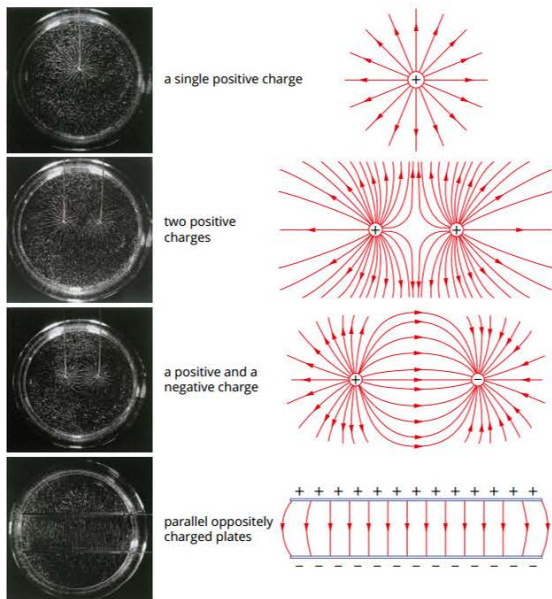 a single positive charge
+
two positive
charges
+ +
a positive and a
negative charge
+ −
+ + + + + + + + + + + +
parallel oppositely
charged plates
− − − − − − − − − − − −